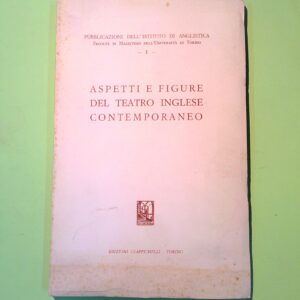 PUBBLICAZIONI DELL'ISTITUTO DI ANGLISTICA
FACOLTÀ DI MAGISTERO DELL'UNIVERSITÀ DI TORINO
- 1 -
ASPETTI E FIGURE
DEL TEATRO INGLESE
CONTEMPORANEO
EDIZIONI GIAPPICHELLI - TORINO